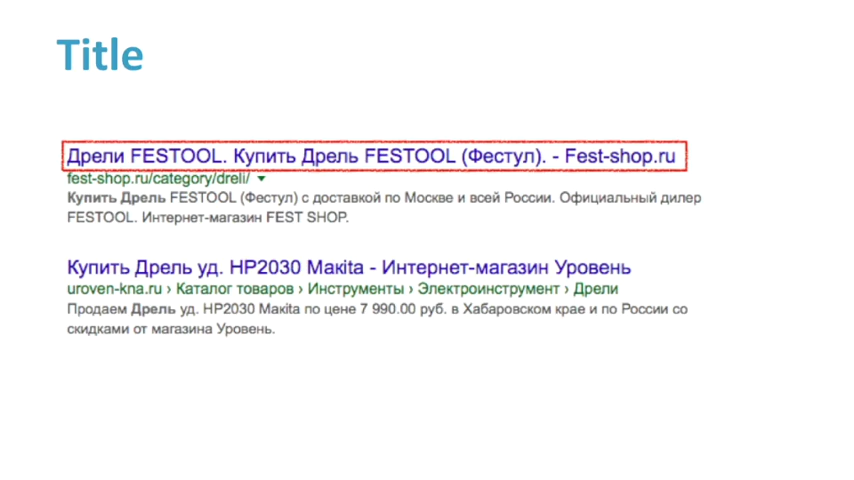 Title
Дрели FESTOOL. Купить Дрель FESTOOL (Фестул). - Fest-shop.ru
fest-shop.ru/category/dreli/
Купить Дрель FESTOOL (Фестул) с доставкой по Москве и всей России. Официальный дилер
FESTOOL. Интернет-магазин FEST SHOP.
Купить Дрель уд. HP2030 Макita - Интернет-магазин Уровень
uroven-kna.ru › Каталог товаров › Инструменты › Электроинструмент › Дрели
Продаем Дрель уд. HP2030 Макita по цене 7 990.00 руб. в Хабаровском крае и по России со
скидками от магазина Уровень.